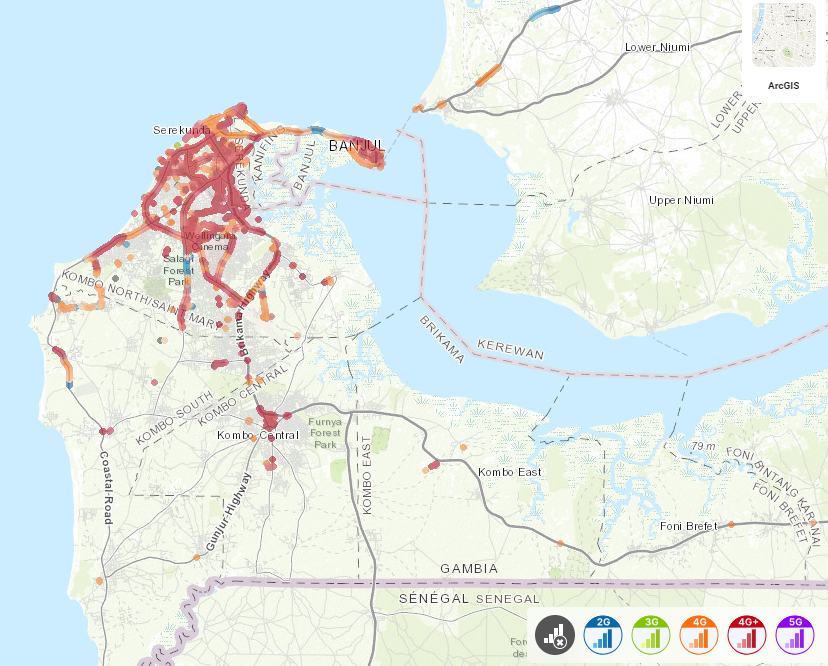 Lower Niumi
ArcGIS
LOWER
UPPER
Serekunda
KANIFING
BANJUL
BANJUL
SEREKUNDA
Upper Niumi
Wellingara
Cinema
Salagi
Forest
Park
KOMBO NORTH/SAINT MARY
Brikama Highway
BRIKAMA
KEREWAN
KOMBO SOUTH
KOMBO CENTRAL
Kombo Central
Furnya
Forest
Park
KOMBO EAST
Coastal-Road
Gunjur-Highway
Kombo East
79 m
FONI BINTANG KARANAI
FONI BREFET
Foni Brefet
GAMBIA
SÉNÉGAL SENEGAL
2G
3G
4G
4G+
5G